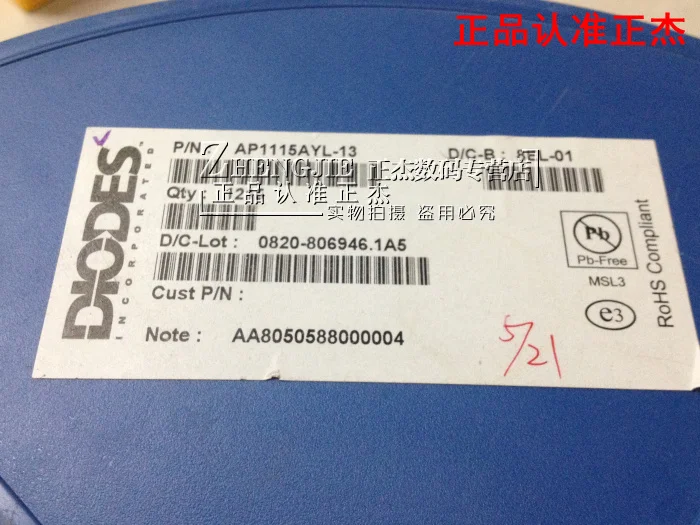 正品认准正杰
DIODES™
INCORPORATED
P/N: AP1115AYL-13
D/C-B :
ZHENGJIE 正杰数码专营店
Qty :
正品认准正杰
实物拍摄 盗用必究
D/C-Lot : 0820-806946.1A5
Pb
Pb-Free
MSL3
e3
RoHS Compliant
Cust P/N :
Note : AA8050588000004
5/21